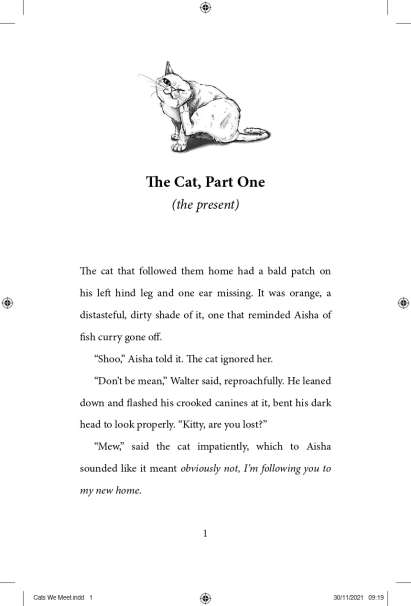 The Cat, Part One
(the present)
The cat that followed them home had a bald patch on
his left hind leg and one ear missing. It was orange, a
distasteful, dirty shade of it, one that reminded Aisha of
fish curry gone off.
“Shoo,” Aisha told it. The cat ignored her.
“Don’t be mean,” Walter said, reproachfully. He leaned
down and flashed his crooked canines at it, bent his dark
head to look properly. “Kitty, are you lost?”
“Mew,” said the cat impatiently, which to Aisha
sounded like it meant obviously not, I’m following you to
my new home.
1
Cats We Meet.indd 1 30/11/2021 09:19